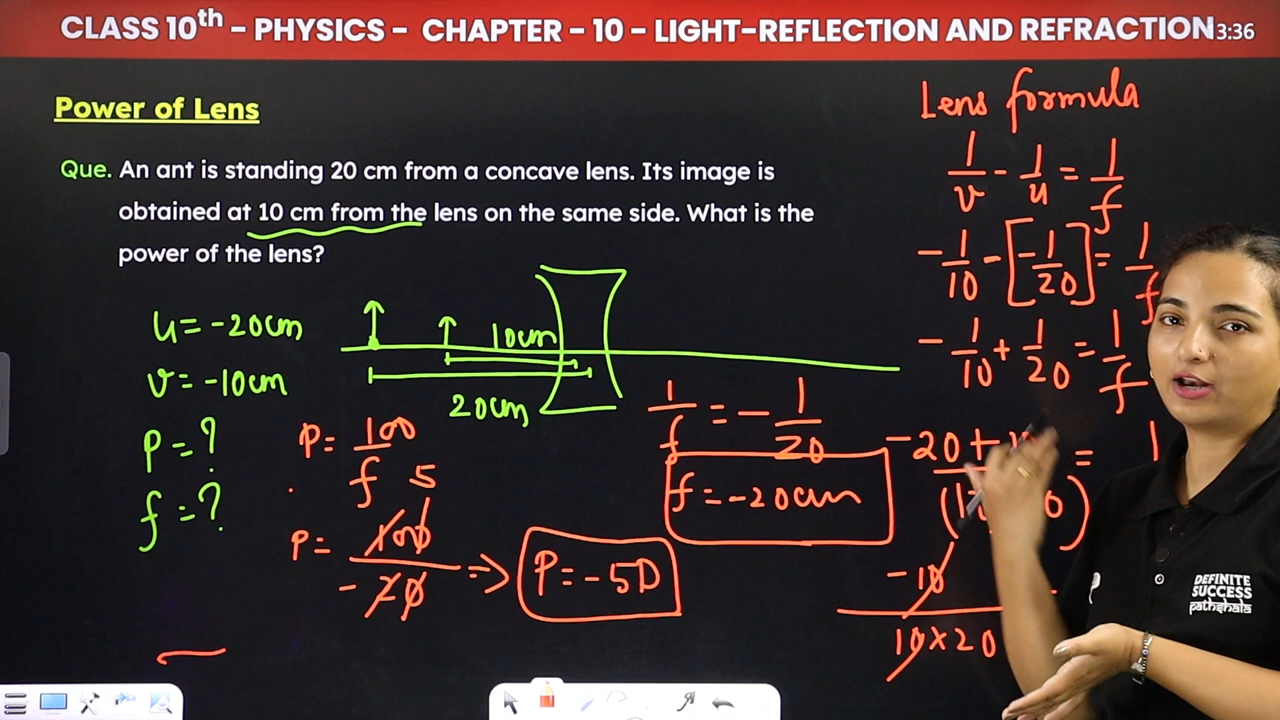 CLASS 10th - PHYSICS - CHAPTER - 10 - LIGHT-REFLECTION AND REFRACTION
3:36
Power of Lens
Que. An ant is standing 20 cm from a concave lens. Its image is
obtained at 10 cm from the lens on the same side. What is the
power of the lens?
u = -20cm
v = -10cm
P = ?
f = ?
10cm
20cm
P = 100/f
P = 100/-20 5 => P = -5D
Lens formula
1/v - 1/u = 1/f
-1/10 - [-1/20] = 1/f
-1/10 + 1/20 = 1/f
-20 +
= 1
-10
10×20
1/f = -1/20
f = -20cm
DEFINITE
SUCCESS
pathshala